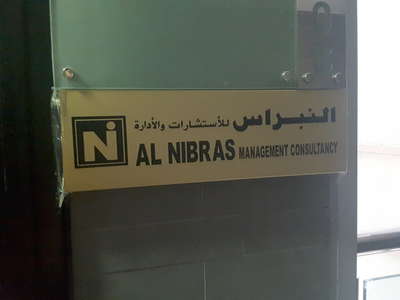 النبراس للأستشارات والأدارة
N
AL NIBRAS MANAGEMENT CONSULTANCY